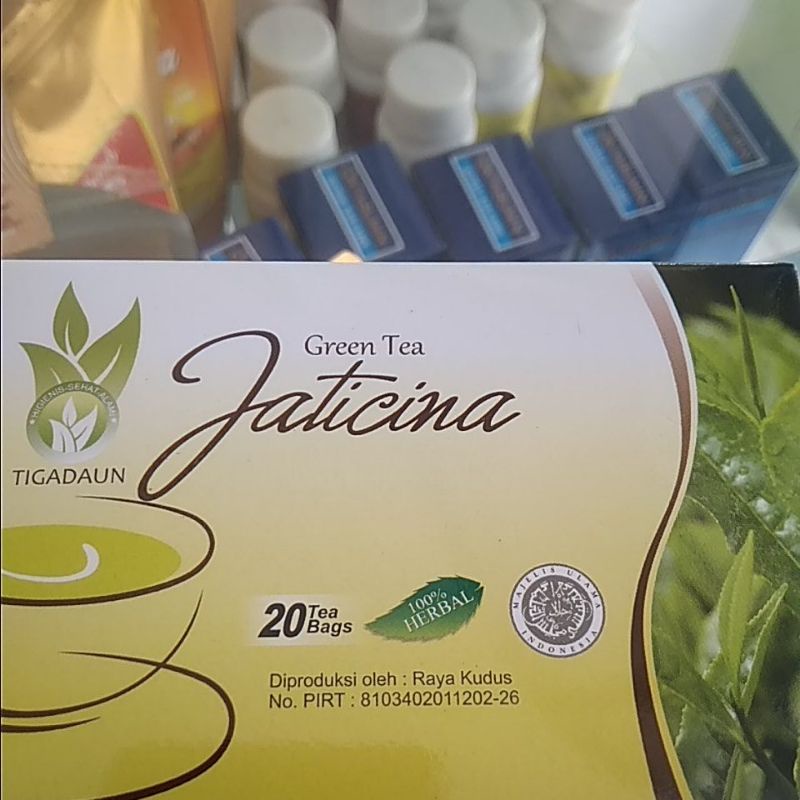 Green Tea
Jaticina
HIGIENIS-SEHAT-ALAMI
TIGADAUN
20 Tea
Bags
100%
HERBAL
MAJELIS ULAMA
INDONESIA
Diproduksi oleh : Raya Kudus
No. PIRT : 8103402011202-26